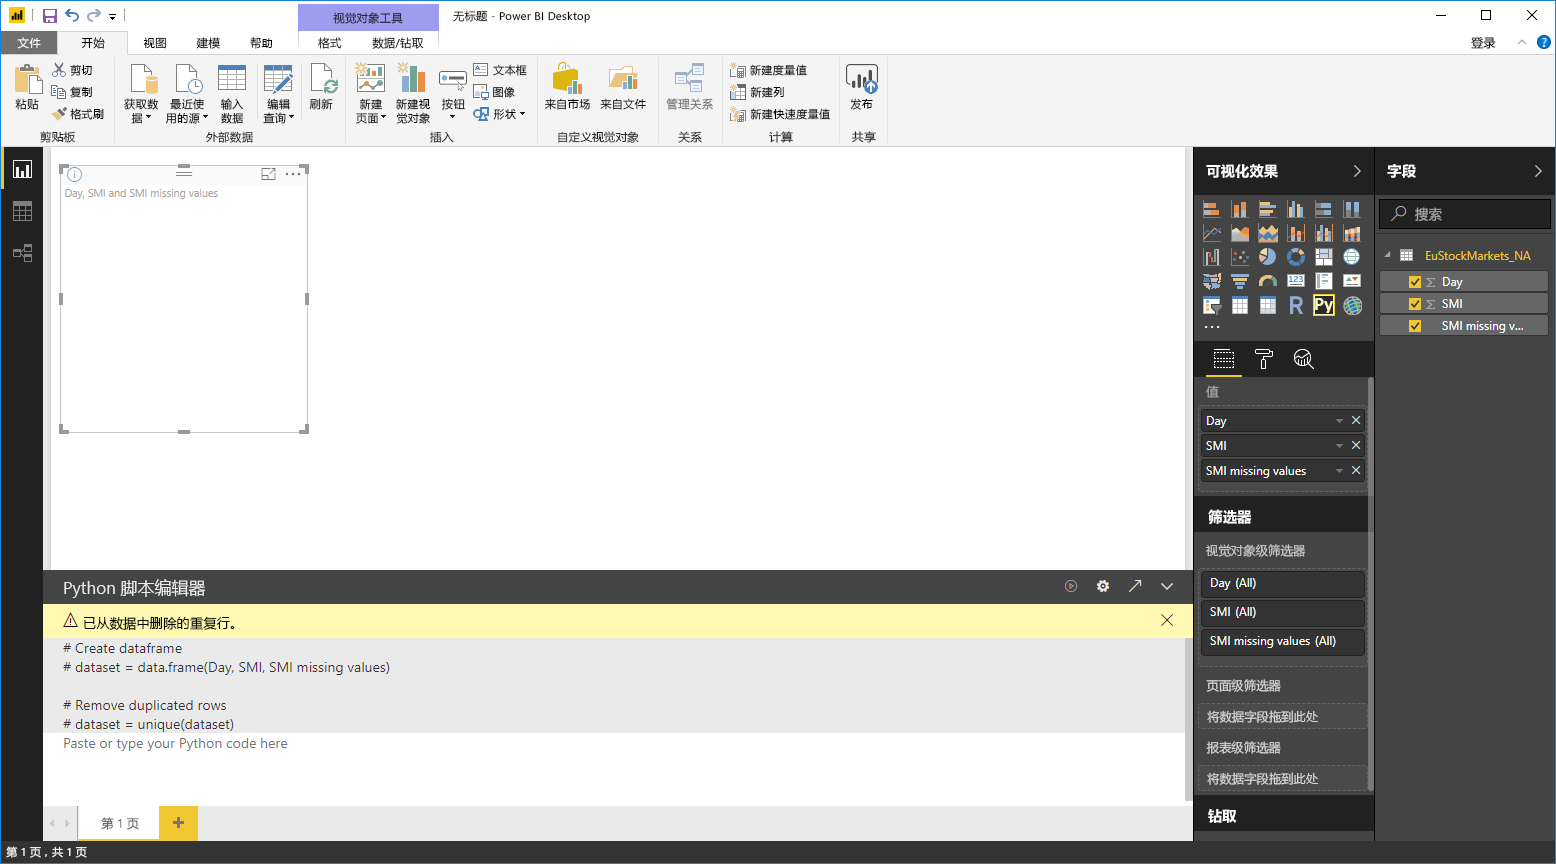 视觉对象工具
无标题 - Power BI Desktop
文件
开始
视图
建模
帮助
格式
数据/钻取
登录
粘贴
剪切
复制
格式刷
剪贴板
获取数据
最近使用的源
输入数据
编辑查询
刷新
外部数据
新建页面
新建视觉对象
按钮
文本框
图像
形状
插入
来自市场
来自文件
自定义视觉对象
管理关系
关系
新建度量值
新建列
新建快速度量值
计算
发布
共享
Day, SMI and SMI missing values
Python 脚本编辑器
已从数据中删除的重复行。
# Create dataframe
# dataset = data.frame(Day, SMI, SMI missing values)
# Remove duplicated rows
# dataset = unique(dataset)
Paste or type your Python code here
第 1 页
第 1 页 , 共 1 页
可视化效果
123
R
Py
值
Day
SMI
SMI missing values
筛选器
视觉对象级筛选器
Day (All)
SMI (All)
SMI missing values (All)
页面级筛选器
将数据字段拖到此处
报表级筛选器
将数据字段拖到此处
钻取
字段
搜索
EuStockMarkets_NA
Σ Day
Σ SMI
SMI missing v...